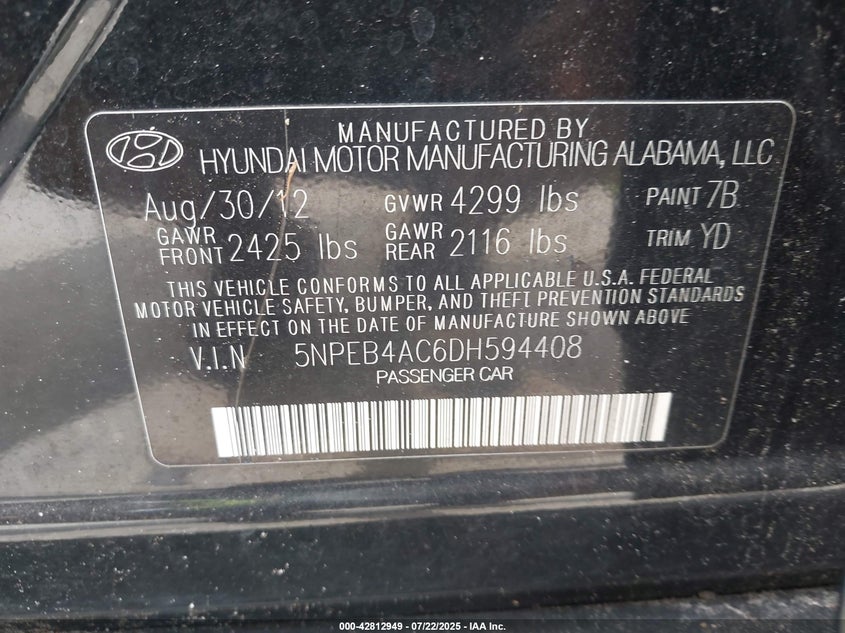 MANUFACTURED BY
HYUNDAI MOTOR MANUFACTURING ALABAMA, LLC
Aug/30/12 GVWR 4299 lbs PAINT 7B
GAWR FRONT 2425 lbs GAWR REAR 2116 lbs TRIM YD
THIS VEHICLE CONFORMS TO ALL APPLICABLE U.S.A. FEDERAL
MOTOR VEHICLE SAFETY, BUMPER, AND THEFT PREVENTION STANDARDS
IN EFFECT ON THE DATE OF MANUFACTURE SHOWN ABOVE
V.I.N 5NPEB4AC6DH594408
PASSENGER CAR
000-42812949 - 07/22/2025 - IAA Inc.